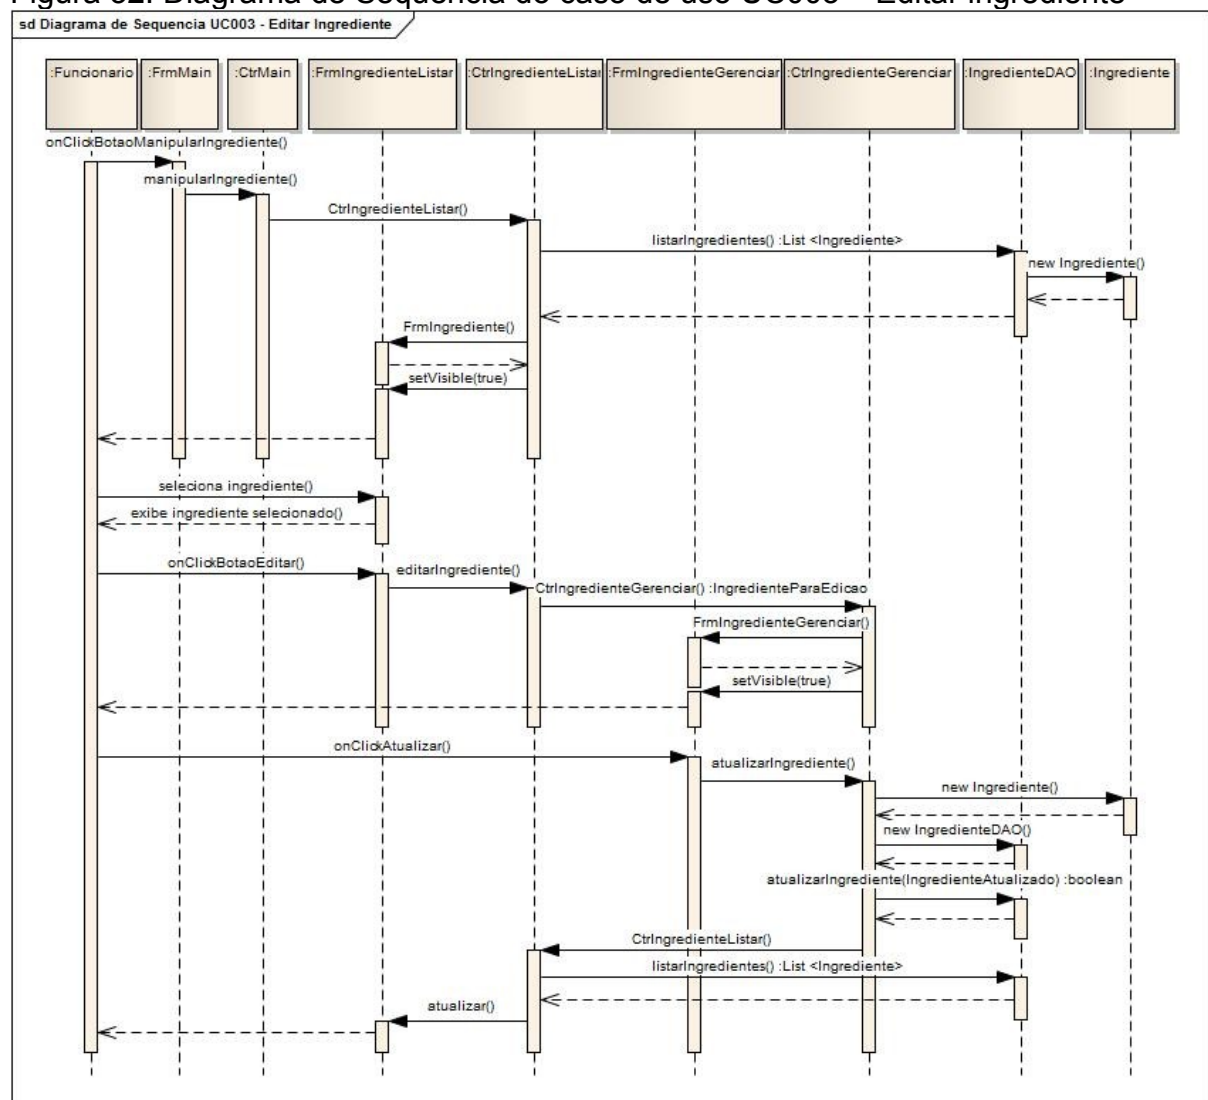 Figura 32. Diagrama de Sequencia do caso de uso UC003 – Editar Ingrediente
sd Diagrama de Sequencia UC003 - Editar Ingrediente
:Funcionario :FrmMain :CtrMain :FrmIngredienteListar :CtrIngredienteListar :FrmIngredienteGerenciar :CtrIngredienteGerenciar :IngredienteDAO :Ingrediente
onClickBotaoManipularIngrediente()
manipularIngrediente()
CtrIngredienteListar()
listarIngredientes() :List <Ingrediente>
new Ingrediente()
FrmIngrediente()
setVisible(true)
seleciona ingrediente()
exibe ingrediente selecionado()
onClickBotaoEditar()
editarIngrediente()
CtrIngredienteGerenciar() :IngredienteParaEdicao
FrmIngredienteGerenciar()
setVisible(true)
onClickAtualizar()
atualizarIngrediente()
new Ingrediente()
new IngredienteDAO()
atualizarIngrediente(IngredienteAtualizado) :boolean
CtrIngredienteListar()
listarIngredientes() :List <Ingrediente>
atualizar()